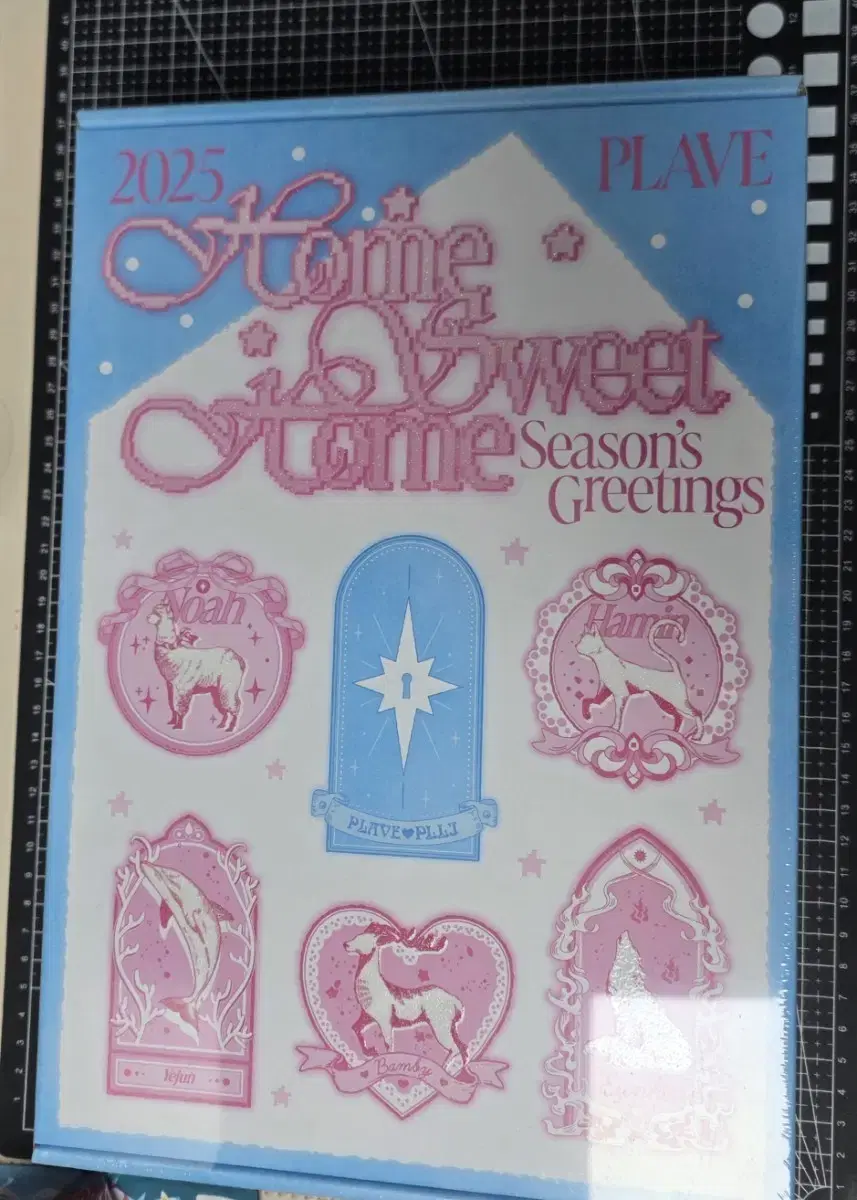 2025
PLAVE
Home
Sweet
Home
Season's
Greetings
Noah
Hamin
PLAVE♥PLLI
Yejun
Bamby